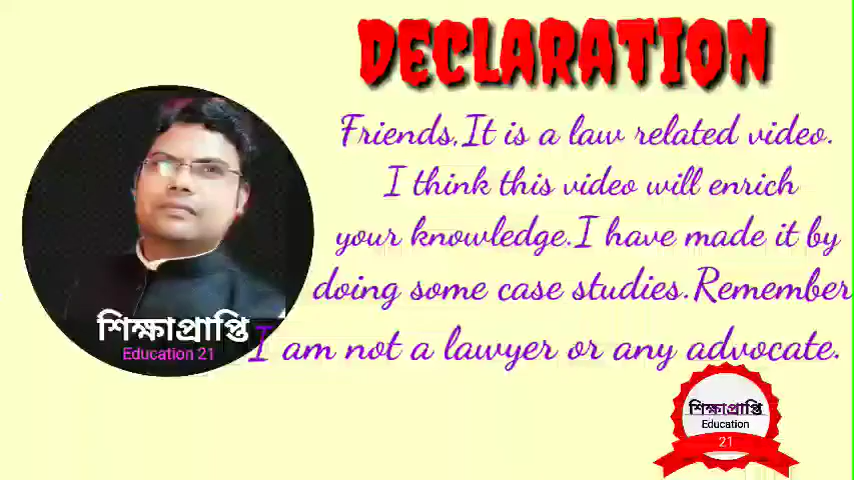 DECLARATION
Friends,It is a law related video.
I think this video will enrich
your knowledge.I have made it by
doing some case studies.Remember
I am not a lawyer or any advocate.
শিক্ষাপ্রাপ্তি
Education 21
শিক্ষাপ্রাপ্তি
Education
21